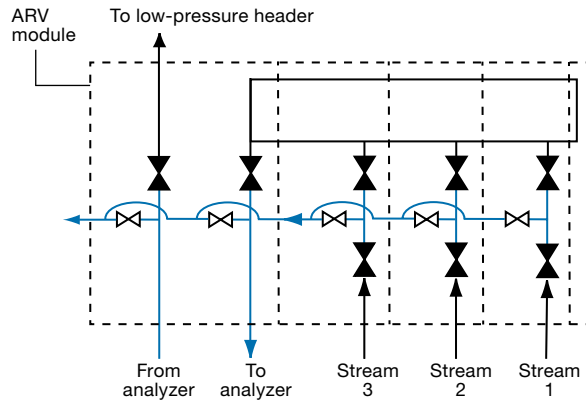 ARV
module
To low-pressure header
From
analyzer
To
analyzer
Stream
3
Stream
2
Stream
1